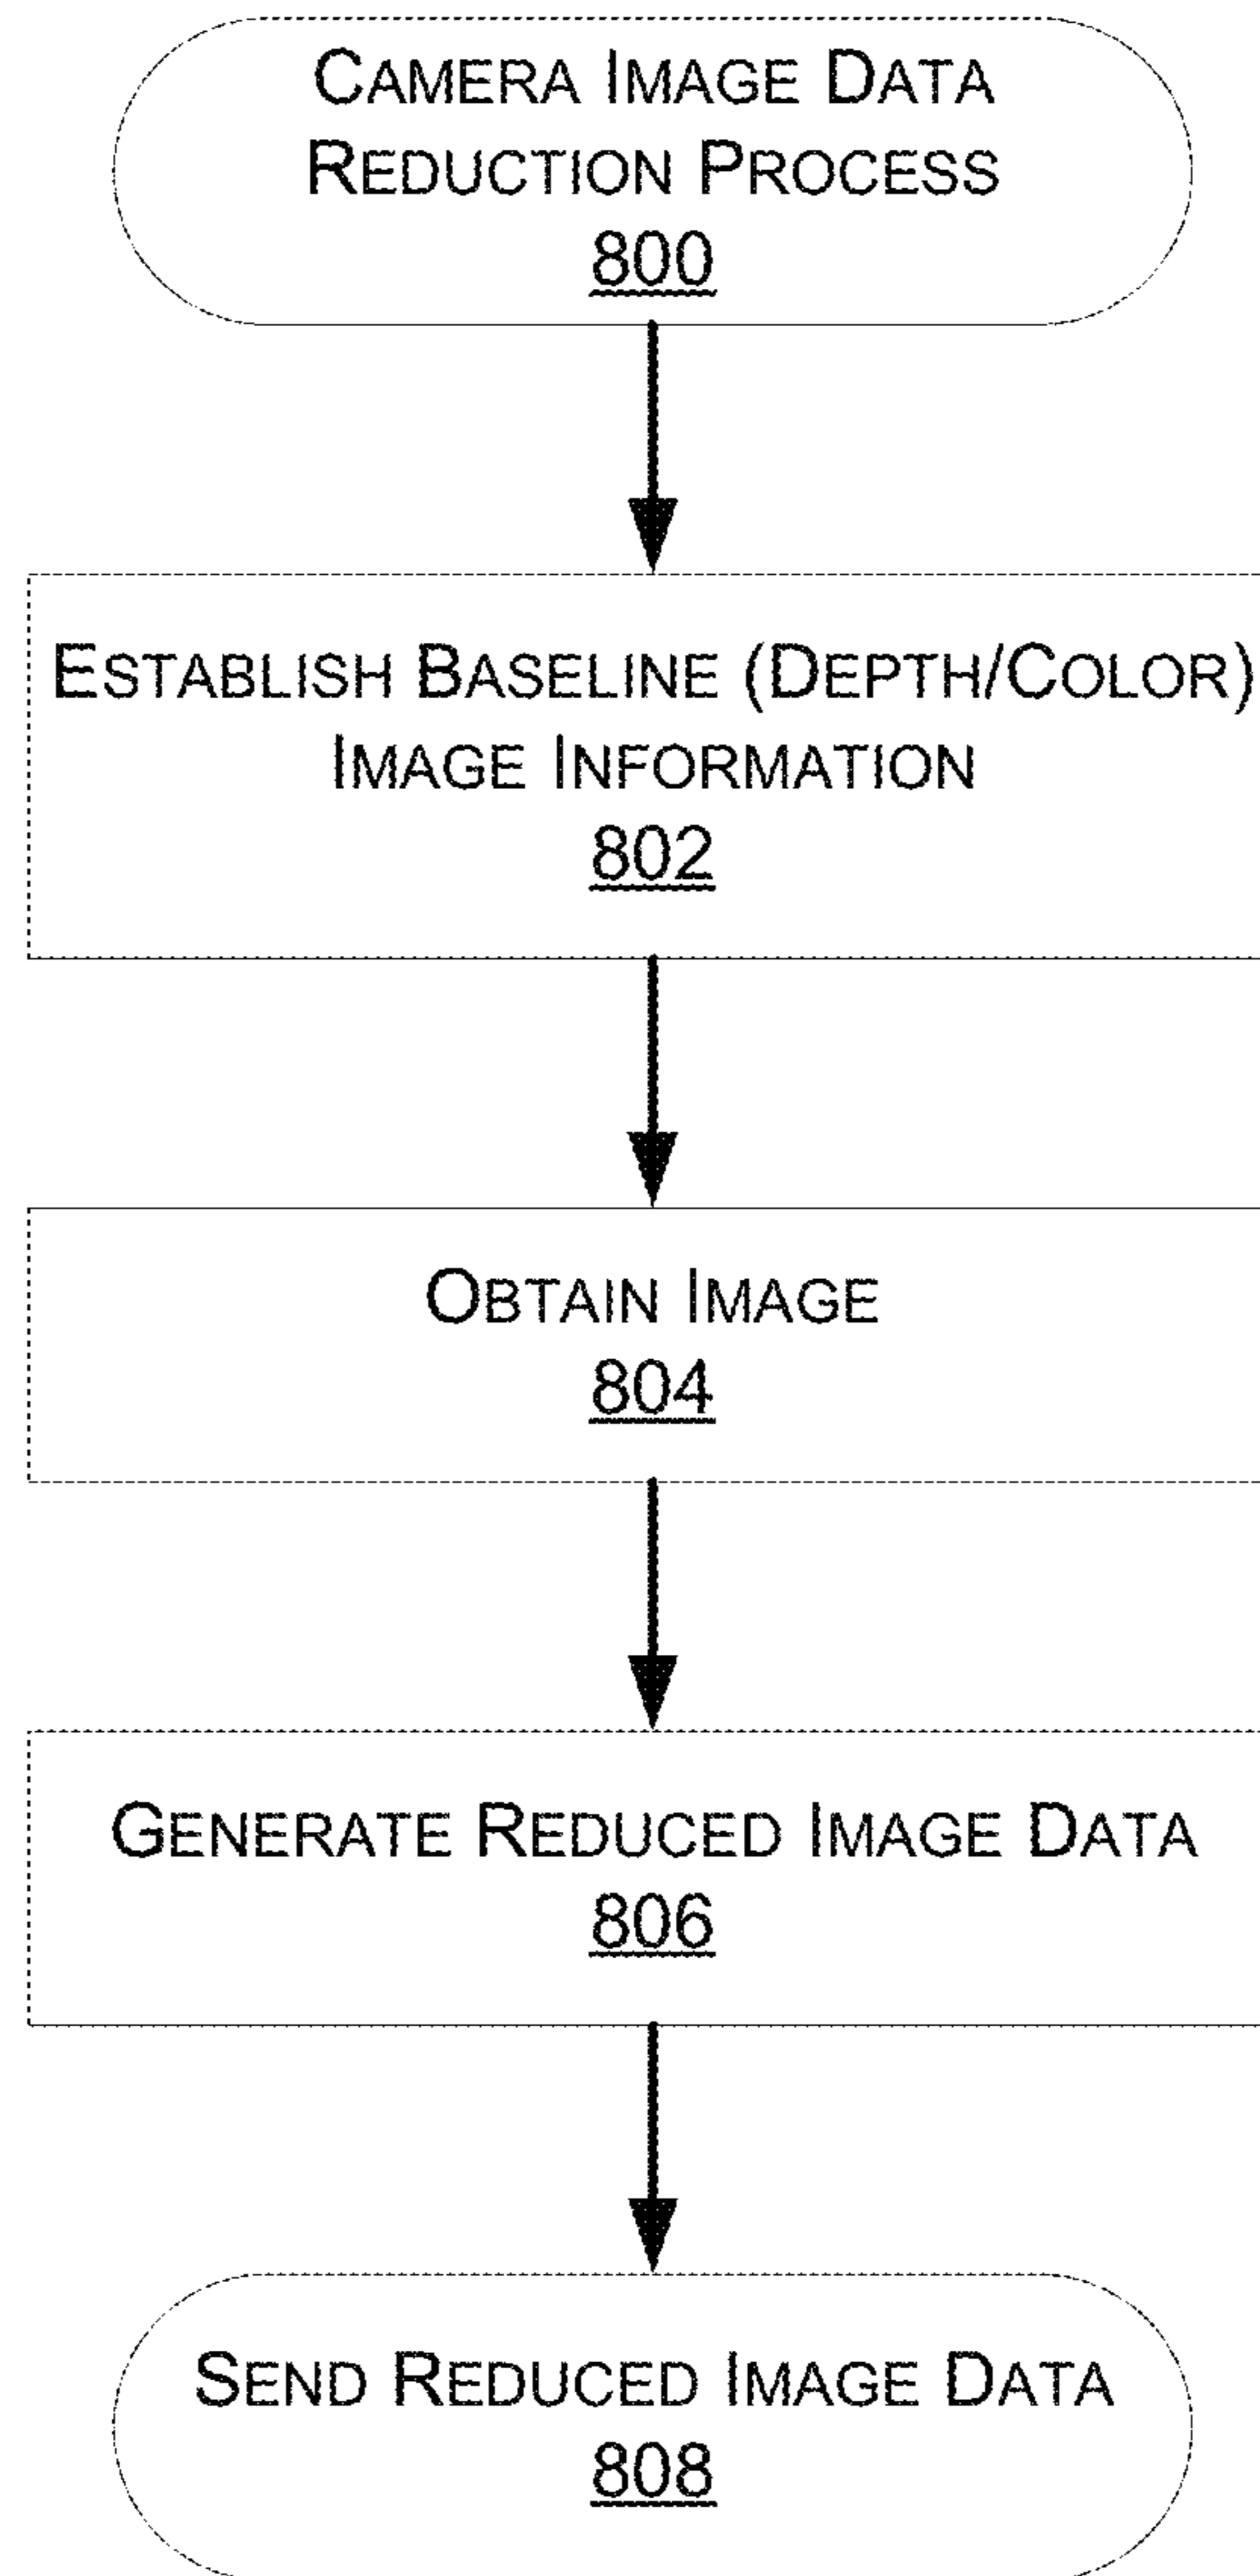 CAMERA IMAGE DATA
REDUCTION PROCESS
800
ESTABLISH BASELINE (DEPTH/COLOR)
IMAGE INFORMATION
802
OBTAIN IMAGE
804
GENERATE REDUCED IMAGE DATA
806
SEND REDUCED IMAGE DATA
808